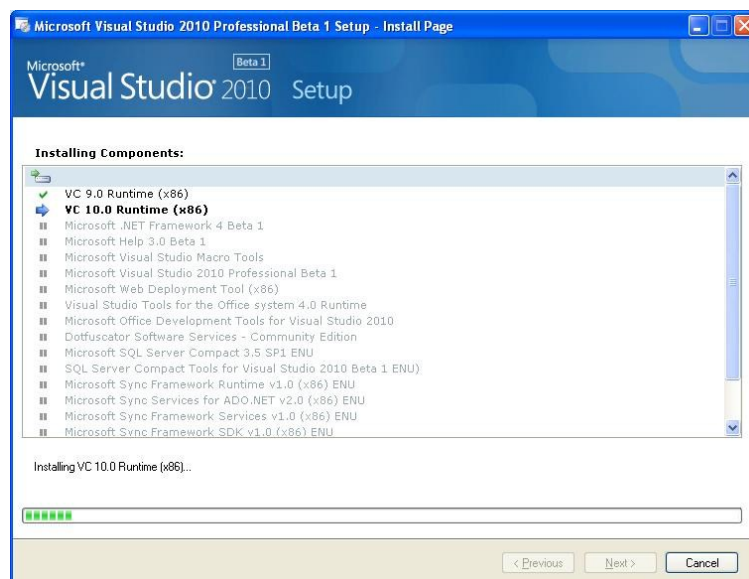 Microsoft Visual Studio 2010 Professional Beta 1 Setup - Install Page
Microsoft®
Beta 1
Visual Studio® 2010 Setup
Installing Components:
VC 9.0 Runtime (x86)
VC 10.0 Runtime (x86)
Microsoft .NET Framework 4 Beta 1
Microsoft Help 3.0 Beta 1
Microsoft Visual Studio Macro Tools
Microsoft Visual Studio 2010 Professional Beta 1
Microsoft Web Deployment Tool (x86)
Visual Studio Tools for the Office system 4.0 Runtime
Microsoft Office Development Tools for Visual Studio 2010
Dotfuscator Software Services - Community Edition
Microsoft SQL Server Compact 3.5 SP1 ENU
SQL Server Compact Tools for Visual Studio 2010 Beta 1 ENU)
Microsoft Sync Framework Runtime v1.0 (x86) ENU
Microsoft Sync Services for ADO.NET v2.0 (x86) ENU
Microsoft Sync Framework Services v1.0 (x86) ENU
Microsoft Sync Framework SDK v1.0 (x86) ENU
Installing VC 10.0 Runtime (x86)...
< Previous
Next >
Cancel